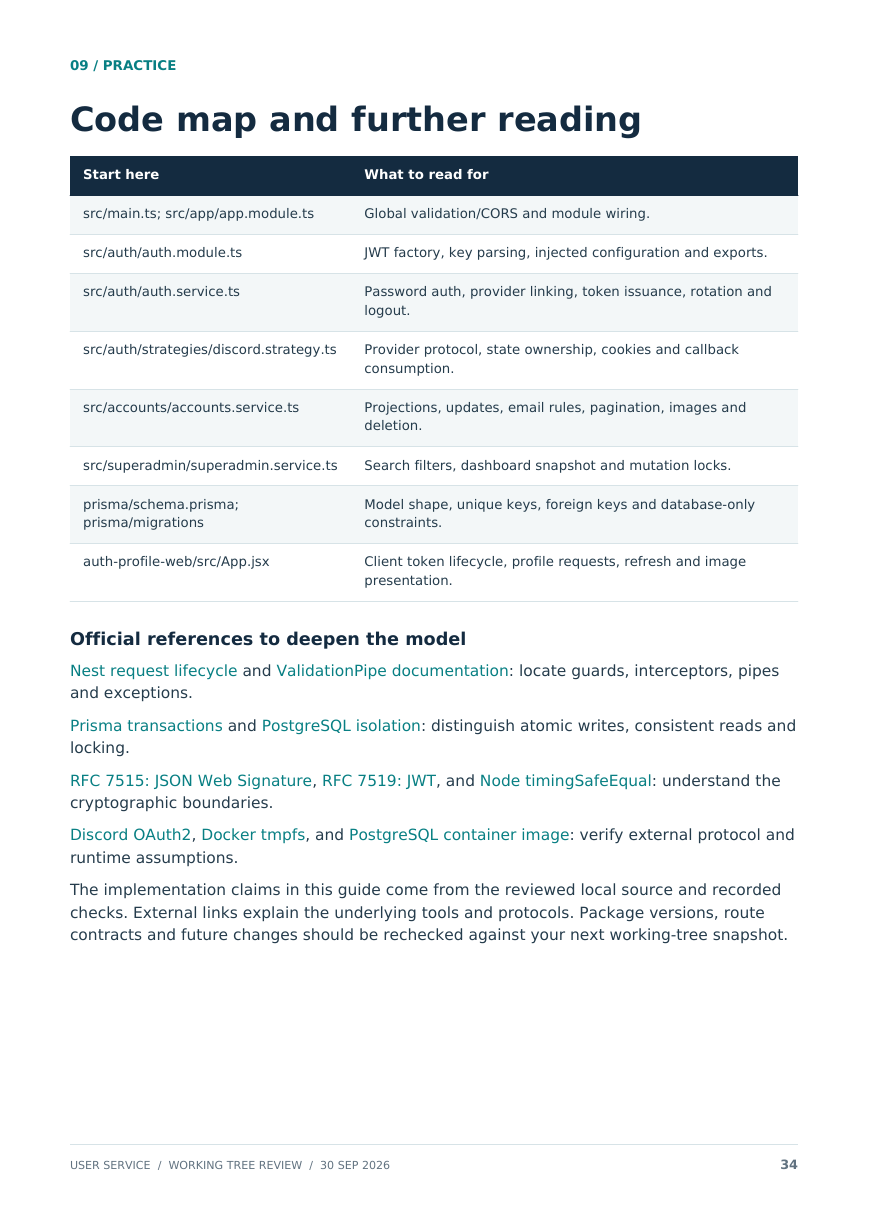 09 / PRACTICE
Code map and further reading
Start here What to read for
src/main.ts; src/app/app.module.ts Global validation/CORS and module wiring.
src/auth/auth.module.ts JWT factory, key parsing, injected configuration and exports.
src/auth/auth.service.ts Password auth, provider linking, token issuance, rotation and
logout.
src/auth/strategies/discord.strategy.ts Provider protocol, state ownership, cookies and callback
consumption.
src/accounts/accounts.service.ts Projections, updates, email rules, pagination, images and
deletion.
src/superadmin/superadmin.service.ts Search filters, dashboard snapshot and mutation locks.
prisma/schema.prisma; Model shape, unique keys, foreign keys and database-only
prisma/migrations constraints.
auth-profile-web/src/App.jsx Client token lifecycle, profile requests, refresh and image
presentation.
Official references to deepen the model
Nest request lifecycle and ValidationPipe documentation: locate guards, interceptors, pipes
and exceptions.
Prisma transactions and PostgreSQL isolation: distinguish atomic writes, consistent reads and
locking.
RFC 7515: JSON Web Signature, RFC 7519: JWT, and Node timingSafeEqual: understand the
cryptographic boundaries.
Discord OAuth2, Docker tmpfs, and PostgreSQL container image: verify external protocol and
runtime assumptions.
The implementation claims in this guide come from the reviewed local source and recorded
checks. External links explain the underlying tools and protocols. Package versions, route
contracts and future changes should be rechecked against your next working-tree snapshot.
USER SERVICE / WORKING TREE REVIEW / 30 SEP 2026 34